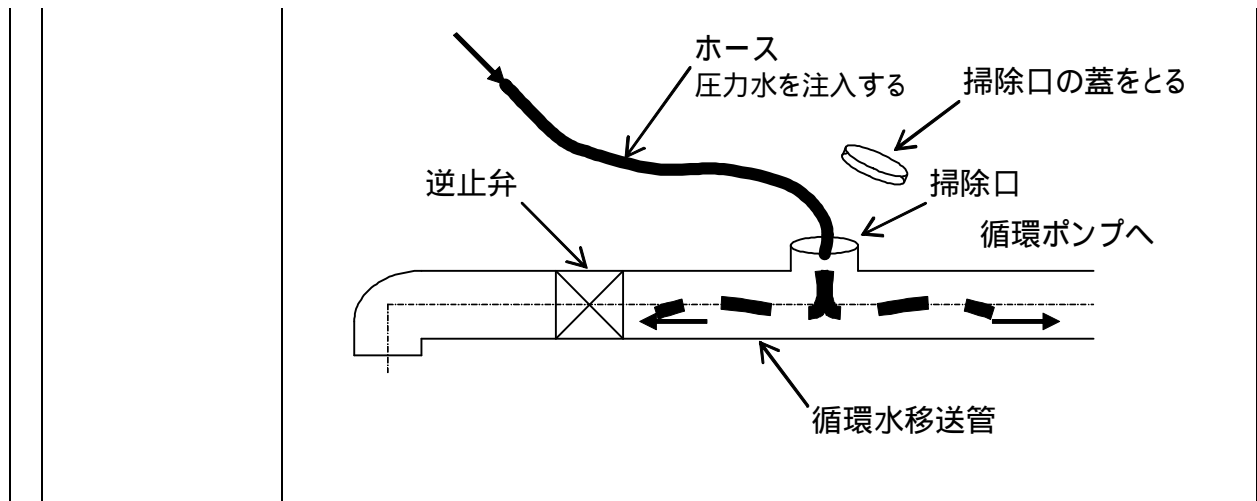 ホース
圧力水を注入する
掃除口の蓋をとる
逆止弁
掃除口
循環ポンプへ
循環水移送管